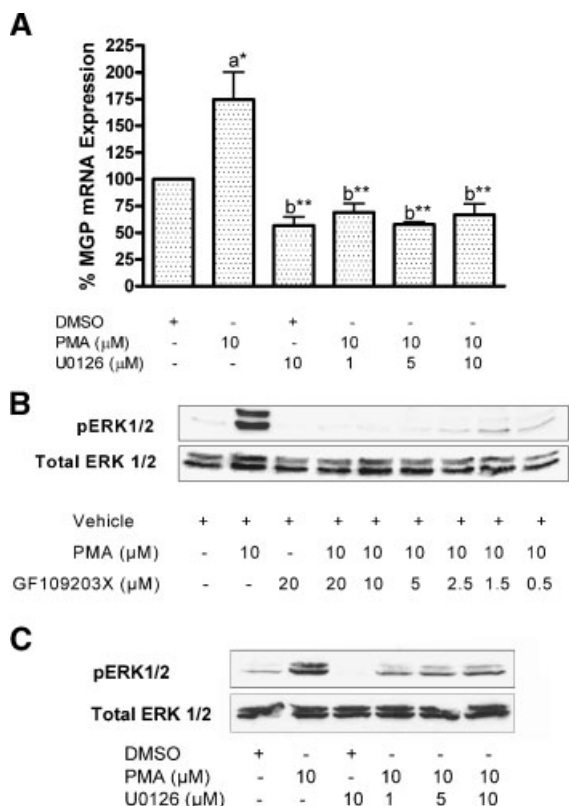 A
% MGP mRNA Expression
225
200
175
150
125
100
75
50
25
0
a*
b**
b**
b**
b**
DMSO + - + - - -
PMA (μM) - 10 - 10 10 10
U0126 (μM) - - 10 1 5 10
B
pERK1/2
Total ERK 1/2
Vehicle + + + + + + + + +
PMA (μM) - 10 - 10 10 10 10 10 10
GF109203X (μM) - - 20 20 10 5 2.5 1.5 0.5
C
pERK1/2
Total ERK 1/2
DMSO + - + - - -
PMA (μM) - 10 - 10 10 10
U0126 (μM) - - 10 1 5 10